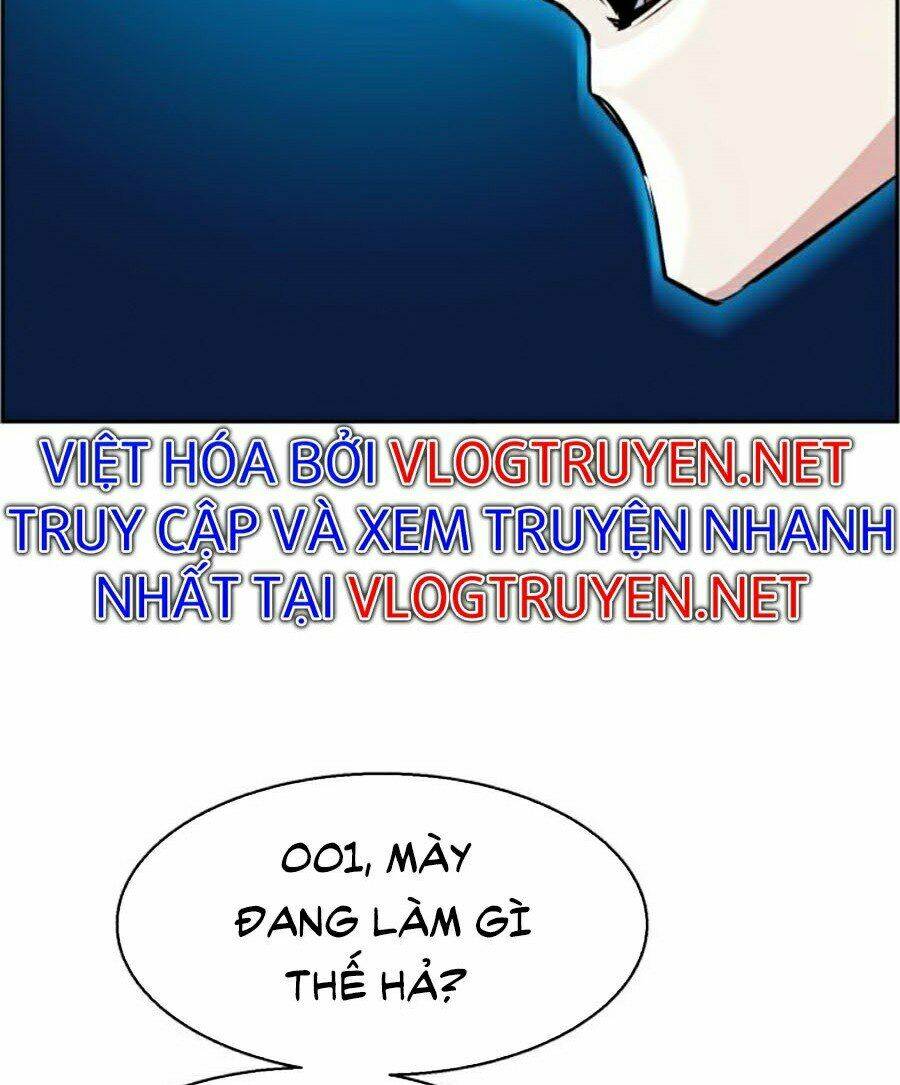 VIỆT HÓA BỞI VLOGTRUYEN.NET
TRUY CẬP VÀ XEM TRUYỆN NHANH
NHẤT TẠI VLOGTRUYEN.NET
001, MÀY
ĐANG LÀM GÌ
THẾ HẢ?